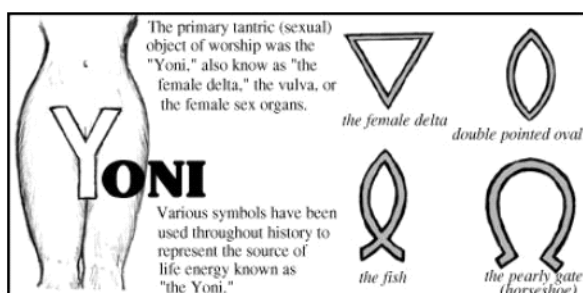 The primary tantric (sexual)
object of worship was the
"Yoni," also know as "the
female delta," the vulva, or
the female sex organs.
YONI
Various symbols have been
used throughout history to
represent the source of
life energy known as
"the Yoni."
the female delta
double pointed oval
the fish
the pearly gate
(horseshoe)